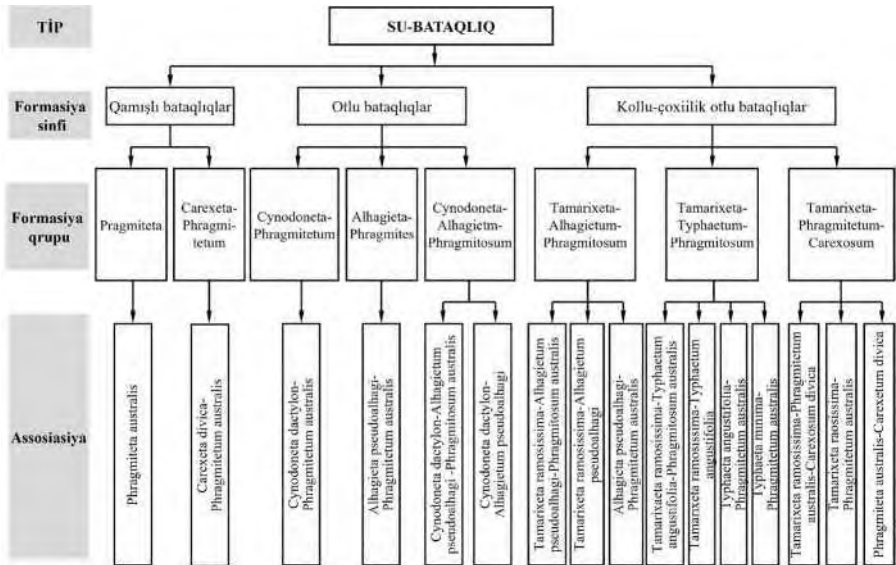 TİP
SU-BATAQLIQ
Formasiya
sinfi
Qamışlı bataqlıqlar
Otlu bataqlıqlar
Kollu-çoxiilik otlu bataqlıqlar
Formasiya
qrupu
Pragmiteta
Carexeta-
Phragmi-
tetum
Cynodoneta-
Phragmitetum
Alhagieta-
Phragmites
Cynodoneta-
Alhagietm-
Phragmitosum
Tamarixeta-
Alhagietum-
Phragmitosum
Tamarixeta-
Typhaetum-
Phragmitosum
Tamarixeta-
Phragmitetum-
Carexosum
Assosiasiya
Phragmiteta australis
Carexeta divica-
Phragmitetum australis
Cynodoneta dactylon-
Phragmitetum australis
Alhagieta pseudoalhagi-
Phragmitetum australis
Cynodoneta dactylon-Alhagietum
pseudoalhagi -Phragmitosum australis
Cynodoneta dactylon-
Alhagietum pseudoalhagi
Tamarixeta ramosissima-Alhagietum
pseudoalhagi-Phragmitosum australis
Tamarixeta ramosissima-Alhagietum
pseudoalhagi
Alhagieta pseudoalhagi-
Phragmitetum australis
Tamarixaeta ramosissima-Typhaetum
angustifolia-Phragmitosum australis
Tamarixeta ramosussima-Typhaetum
angustifolia
Typhaeta angustifolia-
Phragmitetum australis
Typhaeta minima-
Phragmitetum australis
Tamarixeta ramosissima-Phragmitetum
australis-Carexosum divica
Tamarixeta raosissima-
Phragmitetum australis
Phragmiteta australis-Carexetum divica